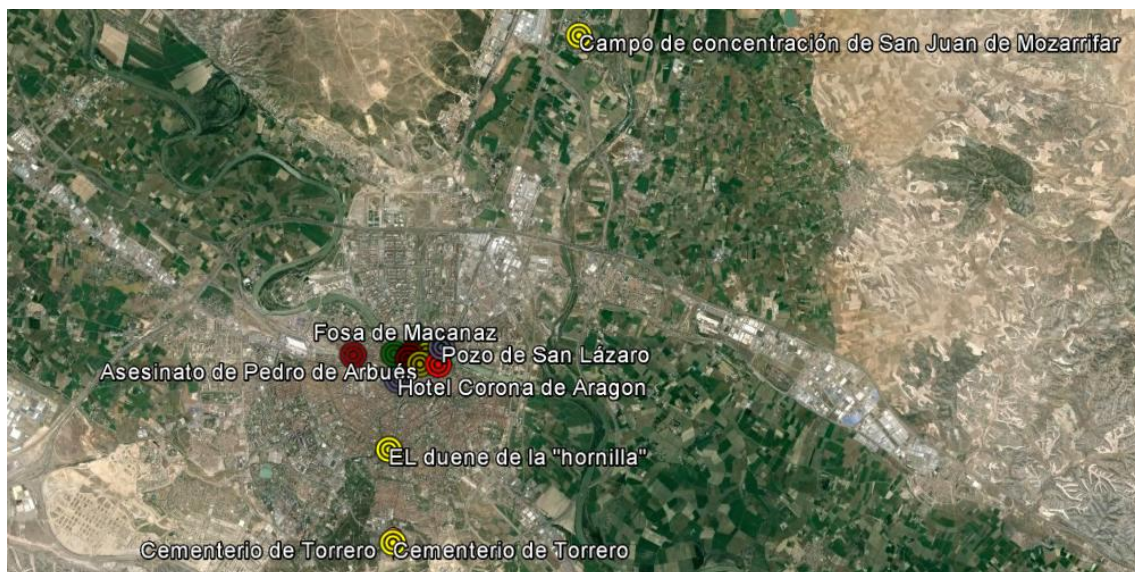 Campo de concentración de San Juan de Mozarrifar
Fosa de Macanaz
Pozo de San Lázaro
Asesinato de Pedro de Arbués
Hotel Corona de Aragon
EL duene de la "hornilla"
Cementerio de Torrero
Cementerio de Torrero